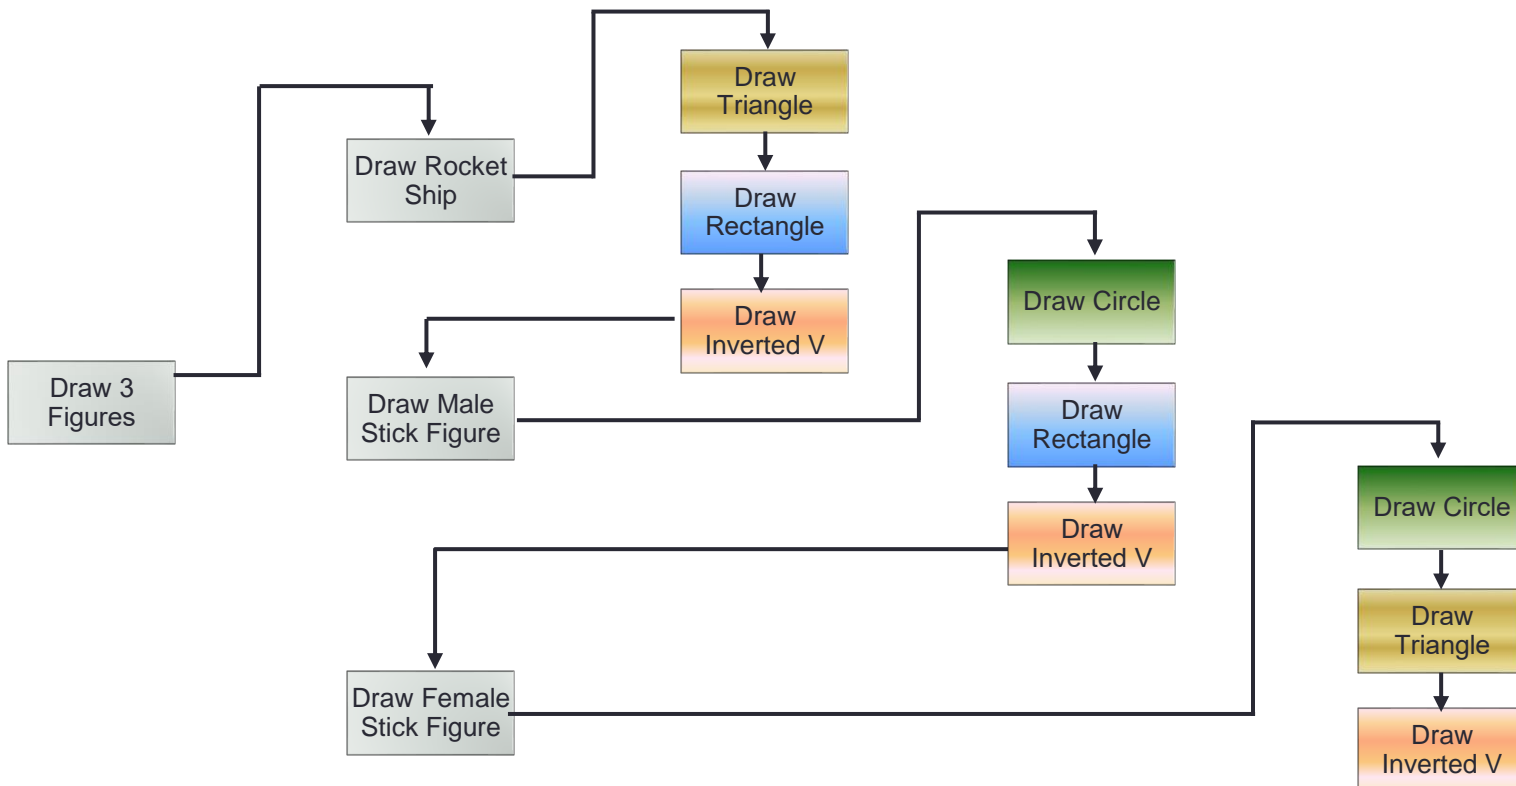 Draw 3
Figures
Draw Rocket
Ship
Draw
Triangle
Draw
Rectangle
Draw
Inverted V
Draw Male
Stick Figure
Draw Circle
Draw
Rectangle
Draw
Inverted V
Draw Female
Stick Figure
Draw Circle
Draw
Triangle
Draw
Inverted V